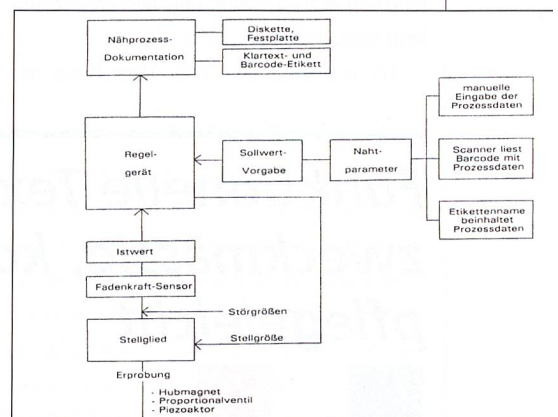 Nähprozess-
Dokumentation
Diskette,
Festplatte
Klartext- und
Barcode-Etikett
manuelle
Eingabe der
Prozessdaten
Regel-
gerät
Sollwert-
Vorgabe
Naht-
parameter
Scanner liest
Barcode mit
Prozessdaten
Etikettenname
beinhaltet
Prozessdaten
Istwert
Fadenkraft-Sensor
Störgrößen
Stellglied
Stellgröße
Erprobung
- Hubmagnet
- Proportionalventil
- Piezoaktor